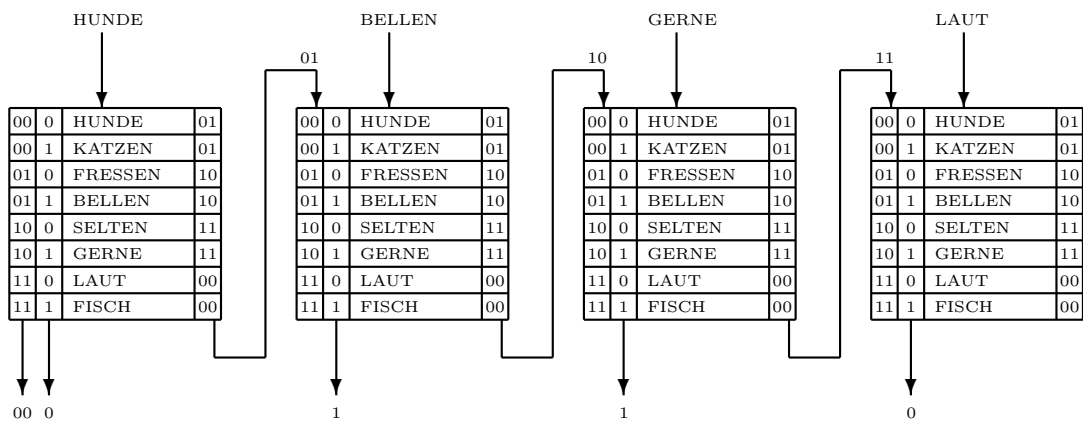 HUNDE BELLEN GERNE LAUT
01 10 11
00 0 HUNDE 01 00 0 HUNDE 01 00 0 HUNDE 01 00 0 HUNDE 01
00 1 KATZEN 01 00 1 KATZEN 01 00 1 KATZEN 01 00 1 KATZEN 01
01 0 FRESSEN 10 01 0 FRESSEN 10 01 0 FRESSEN 10 01 0 FRESSEN 10
01 1 BELLEN 10 01 1 BELLEN 10 01 1 BELLEN 10 01 1 BELLEN 10
10 0 SELTEN 11 10 0 SELTEN 11 10 0 SELTEN 11 10 0 SELTEN 11
10 1 GERNE 11 10 1 GERNE 11 10 1 GERNE 11 10 1 GERNE 11
11 0 LAUT 00 11 0 LAUT 00 11 0 LAUT 00 11 0 LAUT 00
11 1 FISCH 00 11 1 FISCH 00 11 1 FISCH 00 11 1 FISCH 00
00 0 1 1 0